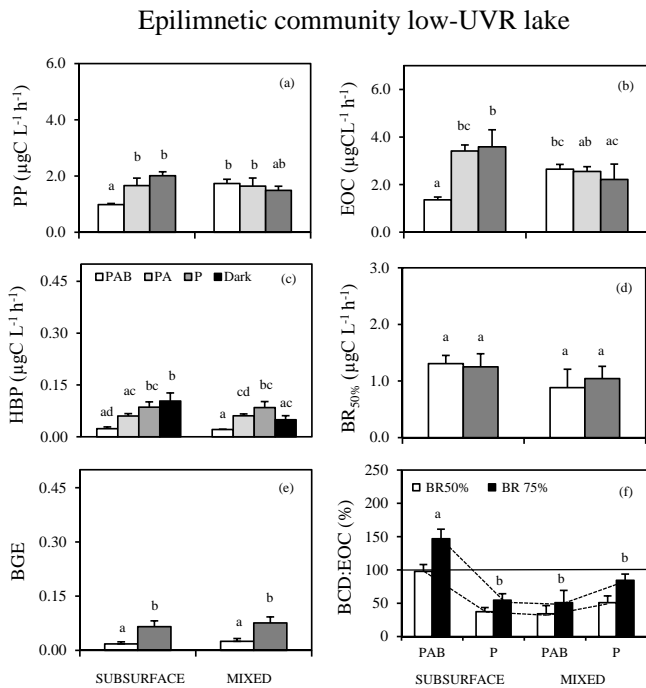 Epilimnetic community low-UVR lake
PP (µgC L⁻¹ h⁻¹)
6.0
4.0
2.0
0.0
(a)
a
b
b
b
b
ab
EOC (µgCL⁻¹ h⁻¹)
6.0
4.0
2.0
0.0
(b)
a
bc
b
bc
ab
ac
HBP (µgC L⁻¹ h⁻¹)
0.45
0.30
0.15
0.00
PAB PA P Dark (c)
ad
ac
bc
b
a
cd
bc
ac
BR50% (µgC L⁻¹ h⁻¹)
3.0
2.0
1.0
0.0
(d)
a
a
a
a
BGE
0.45
0.30
0.15
0.00
(e)
a
b
a
b
SUBSURFACE MIXED
BCD:EOC (%)
250
200
150
100
50
0
BR50% BR 75% (f)
a
b
b
b
PAB P PAB P
SUBSURFACE MIXED